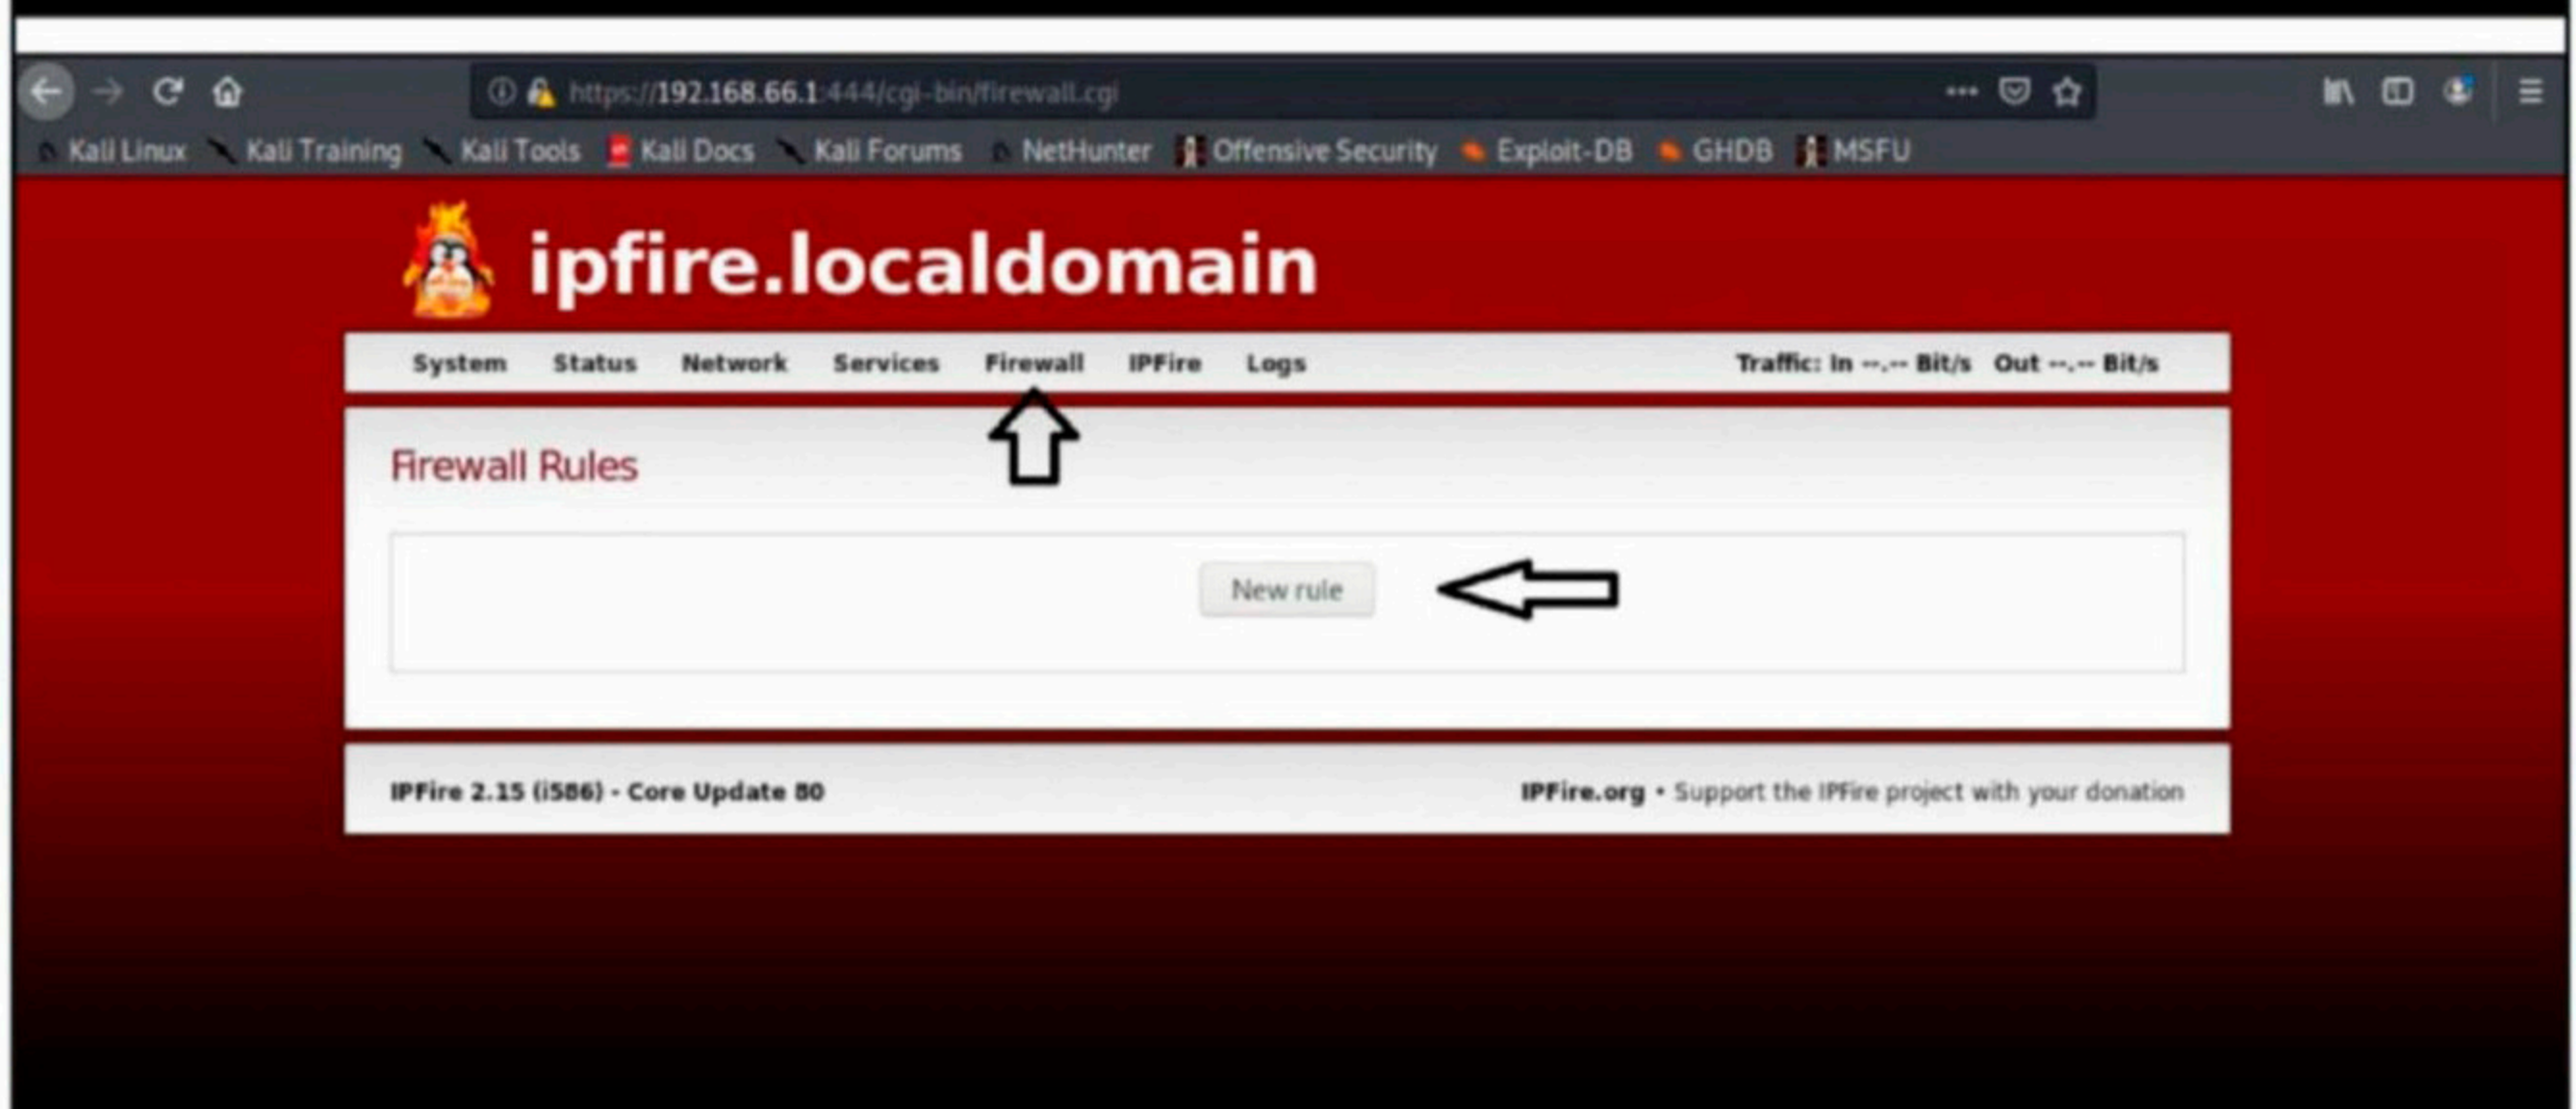 https://192.168.66.1:444/cgi-bin/firewall.cgi
Kali Linux Kali Training Kali Tools Kali Docs Kali Forums NetHunter Offensive Security Exploit-DB GHDB MSFU
ipfire.localdomain
System Status Network Services Firewall IPFire Logs Traffic: In --.-- Bit/s Out --.-- Bit/s
Firewall Rules
New rule
IPFire 2.15 (i586) - Core Update 80 IPFire.org • Support the IPFire project with your donation